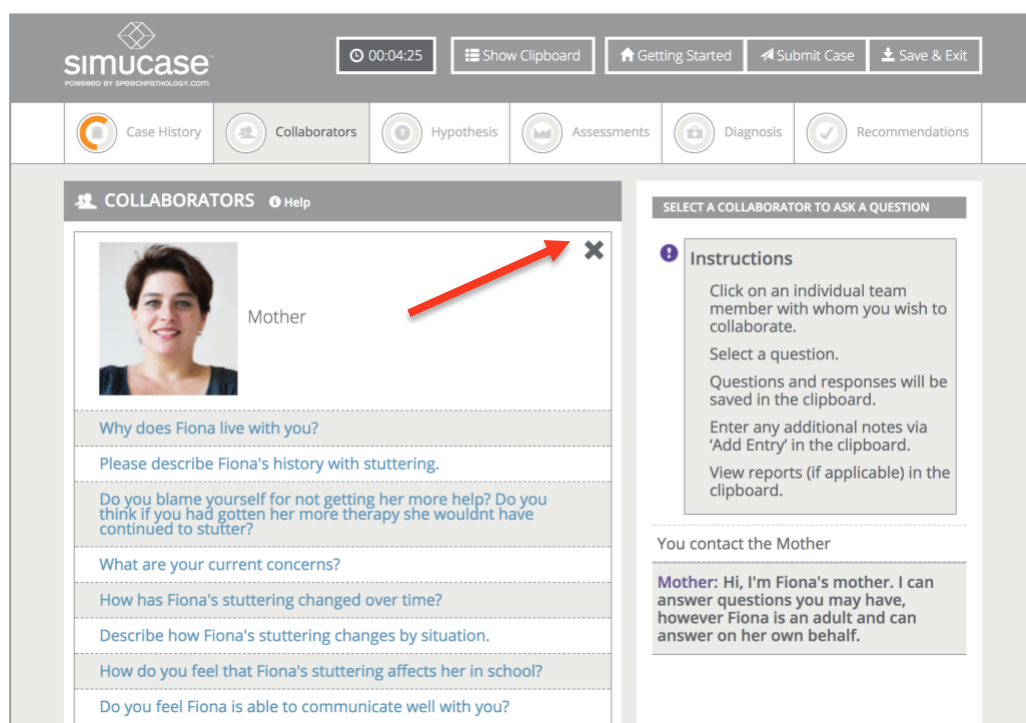 simucase™
POWERED BY SPEECHPATHOLOGY.COM
00:04:25
Show Clipboard
Getting Started
Submit Case
Save & Exit
Case History
Collaborators
Hypothesis
Assessments
Diagnosis
Recommendations
COLLABORATORS Help
Mother
Why does Fiona live with you?
Please describe Fiona's history with stuttering.
Do you blame yourself for not getting her more help? Do you
think if you had gotten her more therapy she wouldnt have
continued to stutter?
What are your current concerns?
How has Fiona's stuttering changed over time?
Describe how Fiona's stuttering changes by situation.
How do you feel that Fiona's stuttering affects her in school?
Do you feel Fiona is able to communicate well with you?
SELECT A COLLABORATOR TO ASK A QUESTION
Instructions
Click on an individual team
member with whom you wish to
collaborate.
Select a question.
Questions and responses will be
saved in the clipboard.
Enter any additional notes via
‘Add Entry’ in the clipboard.
View reports (if applicable) in the
clipboard.
You contact the Mother
Mother: Hi, I'm Fiona's mother. I can
answer questions you may have,
however Fiona is an adult and can
answer on her own behalf.